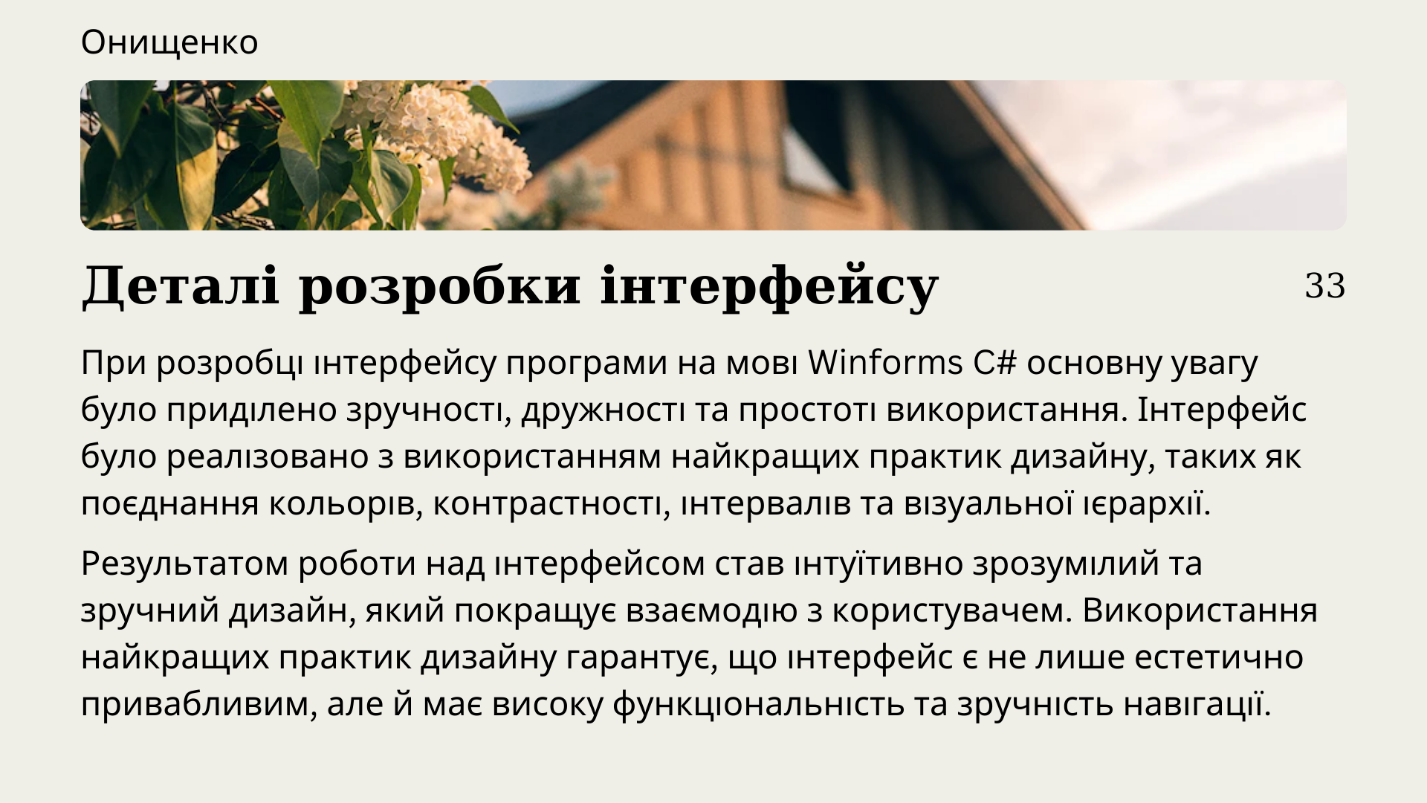 Онищенко
Деталі розробки інтерфейсу
33
При розробці інтерфейсу програми на мові Winforms C# основну увагу
було приділено зручності, дружності та простоті використання. Інтерфейс
було реалізовано з використанням найкращих практик дизайну, таких як
поєднання кольорів, контрастності, інтервалів та візуальної ієрархії.
Результатом роботи над інтерфейсом став інтуїтивно зрозумілий та
зручний дизайн, який покращує взаємодію з користувачем. Використання
найкращих практик дизайну гарантує, що інтерфейс є не лише естетично
привабливим, але й має високу функціональність та зручність навігації.